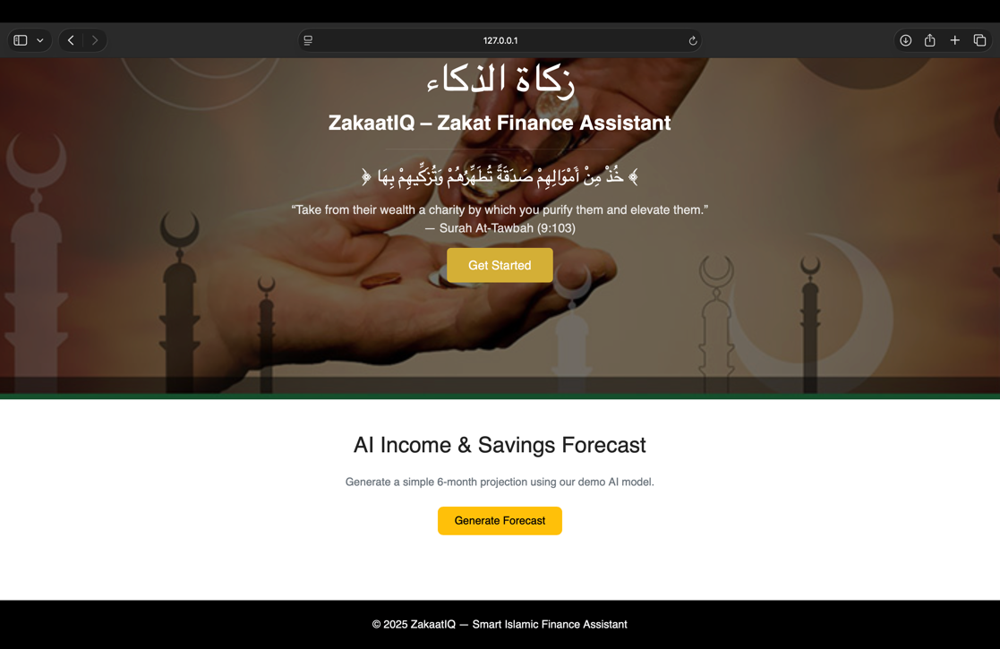 127.0.0.1
زكاة الذكاء
ZakaatIQ – Zakat Finance Assistant
﴿ خُذْ مِنْ أَمْوَالِهِمْ صَدَقَةً تُطَهِّرُهُمْ وَتُزَكِّيهِمْ بِهَا ﴾
“Take from their wealth a charity by which you purify them and elevate them.”
— Surah At-Tawbah (9:103)
Get Started
AI Income & Savings Forecast
Generate a simple 6-month projection using our demo AI model.
Generate Forecast
© 2025 ZakaatIQ — Smart Islamic Finance Assistant